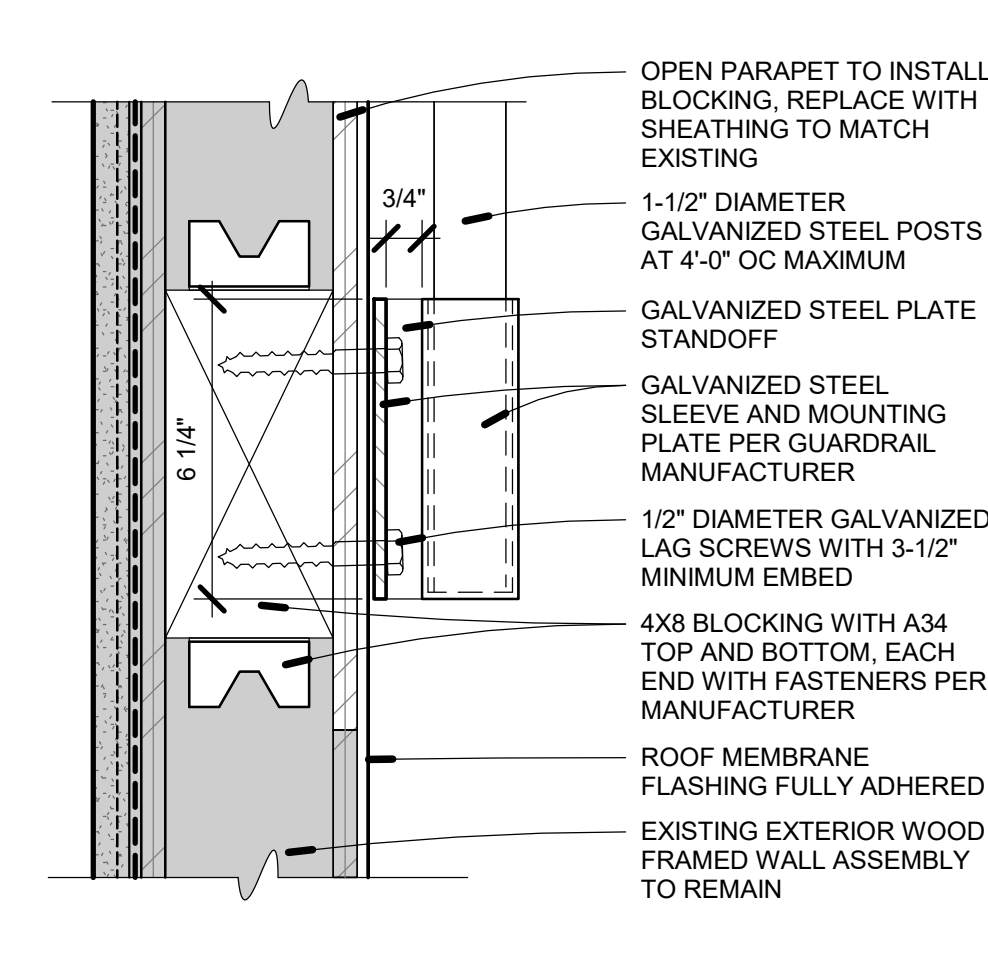 OPEN PARAPET TO INSTALL
BLOCKING, REPLACE WITH
SHEATHING TO MATCH
EXISTING
3/4"
1-1/2" DIAMETER
GALVANIZED STEEL POSTS
AT 4'-0" OC MAXIMUM
GALVANIZED STEEL PLATE
STANDOFF
GALVANIZED STEEL
SLEEVE AND MOUNTING
PLATE PER GUARDRAIL
MANUFACTURER
6 1/4"
1/2" DIAMETER GALVANIZED
LAG SCREWS WITH 3-1/2"
MINIMUM EMBED
4X8 BLOCKING WITH A34
TOP AND BOTTOM, EACH
END WITH FASTENERS PER
MANUFACTURER
ROOF MEMBRANE
FLASHING FULLY ADHERED
EXISTING EXTERIOR WOOD
FRAMED WALL ASSEMBLY
TO REMAIN